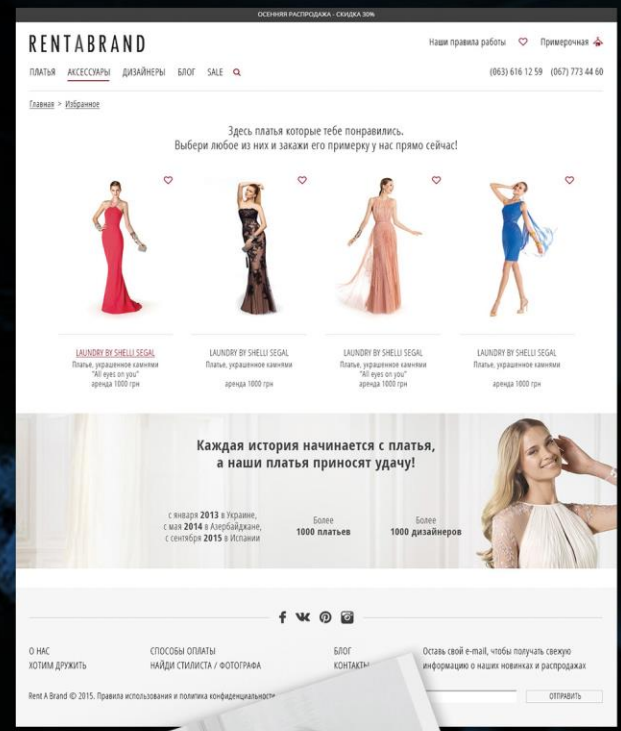 ОСЕННЯЯ РАСПРОДАЖА - СКИДКА 30%
RENTABRAND
Наши правила работы Примерочная
ПЛАТЬЯ АКСЕССУАРЫ ДИЗАЙНЕРЫ БЛОГ SALE (063) 616 12 59 (067) 773 44 60
Главная > Избранное
Здесь платья которые тебе понравились.
Выбери любое из них и закажи его примерку у нас прямо сейчас!
LAUNDRY BY SHELLI SEGAL
Платье, украшенное камнями
"All eyes on you"
аренда 1000 грн
LAUNDRY BY SHELLI SEGAL
Платье, украшенное камнями
аренда 1000 грн
LAUNDRY BY SHELLI SEGAL
Платье, украшенное камнями
"All eyes on you"
аренда 1000 грн
LAUNDRY BY SHELLI SEGAL
Платье, украшенное камнями
аренда 1000 грн
Каждая история начинается с платья,
а наши платья приносят удачу!
с января 2013 в Украине,
с мая 2014 в Азербайджане,
с сентября 2015 в Испании
Более
1000 платьев
Более
1000 дизайнеров
О НАС
ХОТИМ ДРУЖИТЬ
СПОСОБЫ ОПЛАТЫ
НАЙДИ СТИЛИСТА / ФОТОГРАФА
БЛОГ
КОНТАКТЫ
Оставь свой e-mail, чтобы получать свежую
информацию о наших новинках и распродажах
Rent A Brand © 2015. Правила использования и политика конфиденциальности
ОТПРАВИТЬ